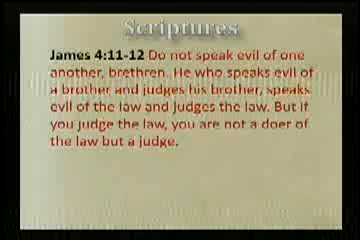 Scriptures
James 4:11-12 Do not speak evil of one
another, brethren. He who speaks evil of
a brother and judges his brother, speaks
evil of the law and judges the law. But if
you judge the law, you are not a doer of
the law but a judge.